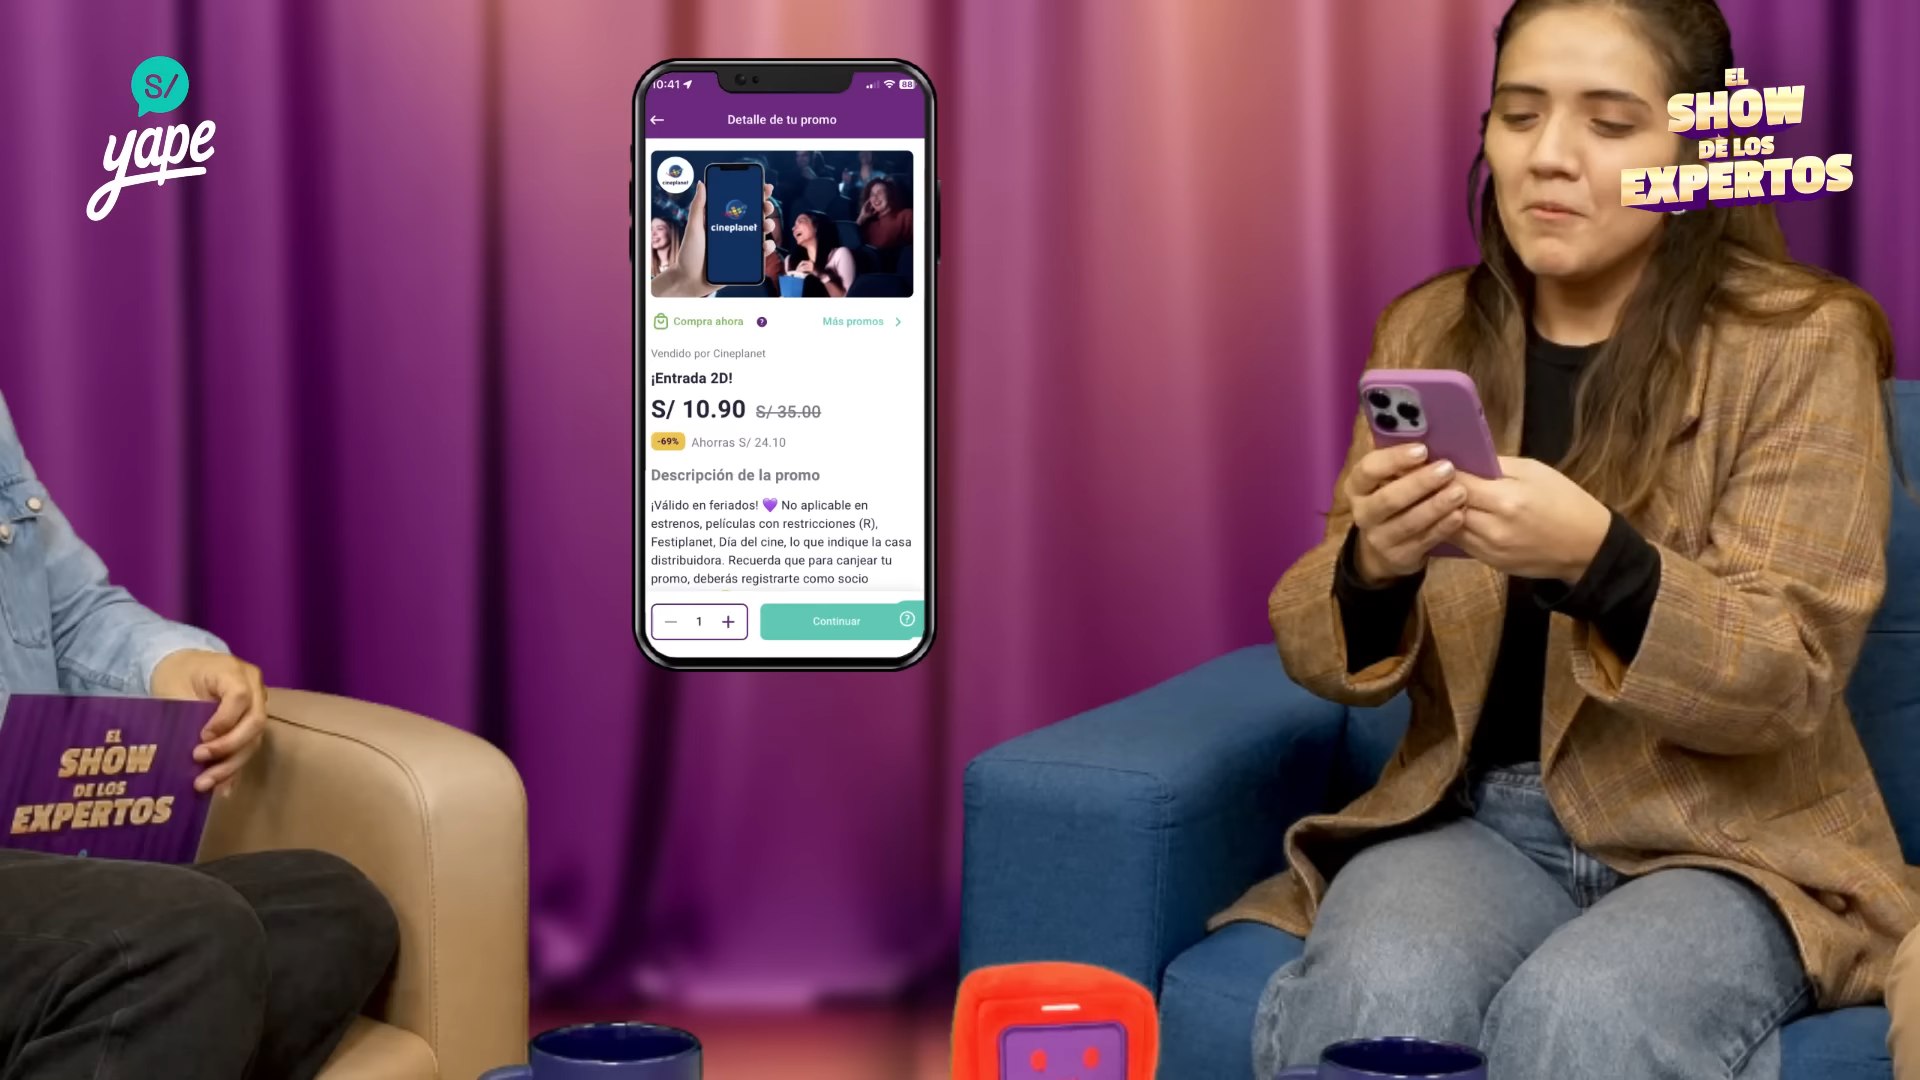 S/
yape
10:41
88
Detalle de tu promo
cineplanet
cineplanet
Compra ahora ?
Más promos
Vendido por Cineplanet
¡Entrada 2D!
S/ 10.90 S/ 35.00
-69% Ahorras S/ 24.10
Descripción de la promo
¡Válido en feriados! 💜 No aplicable en
estrenos, películas con restricciones (R),
Festiplanet, Día del cine, lo que indique la casa
distribuidora. Recuerda que para canjear tu
promo, deberás registrarte como socio
— 1 + Continuar ?
EL
SHOW
DE LOS
EXPERTOS
EL
SHOW
DE LOS
EXPERTOS